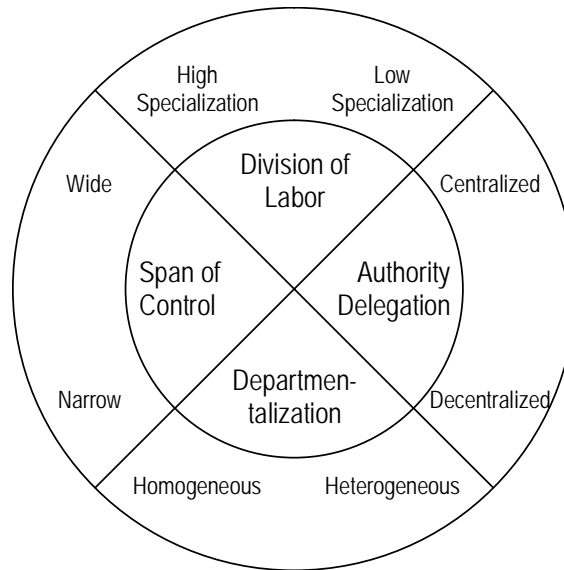 High
Specialization
Low
Specialization
Wide
Division of
Labor
Centralized
Span of
Control
Authority
Delegation
Narrow
Departmen-
talization
Decentralized
Homogeneous
Heterogeneous